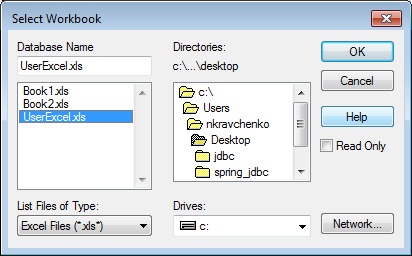 Select Workbook
Database Name
UserExcel.xls
Book1.xls
Book2.xls
UserExcel.xls
List Files of Type:
Excel Files (*.xls*)
Directories:
c:\...\desktop
c:\
Users
nkravchenko
Desktop
jdbc
spring_jdbc
Drives:
c:
OK
Cancel
Help
Read Only
Network...